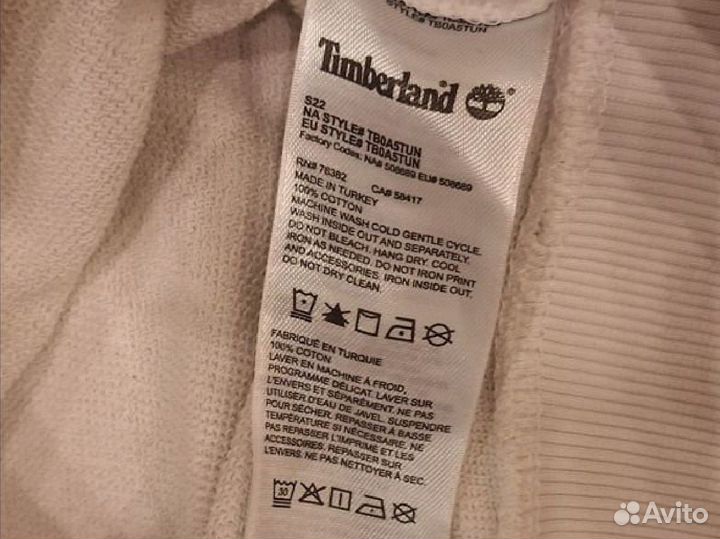 STYLE# TB0ASTUN
Timberland
S22
NA STYLE# TB0ASTUN
EU STYLE# TB0ASTUN
Factory Codes: NA# 508689 EU# 508689
RN# 76382 CA# 58417
MADE IN TURKEY
100% COTTON
MACHINE WASH COLD GENTLE CYCLE.
WASH INSIDE OUT AND SEPARATELY.
DO NOT BLEACH. HANG DRY. COOL
IRON AS NEEDED. DO NOT IRON PRINT
AND ACCESSORIES. IRON INSIDE OUT.
DO NOT DRY CLEAN.
FABRIQUÉ EN TURQUIE
100% COTON
LAVER EN MACHINE À FROID,
PROGRAMME DÉLICAT. LAVER SUR
L'ENVERS ET SÉPARÉMENT. NE PAS
UTILISER D'EAU DE JAVEL. SUSPENDRE
POUR SÉCHER. REPASSER À BASSE
TEMPÉRATURE SI NÉCESSAIRE. NE
PAS REPASSER L'IMPRIMÉ ET LES
ACCESSOIRES. REPASSER SUR
L'ENVERS. NE PAS NETTOYER À SEC.
30
Avito